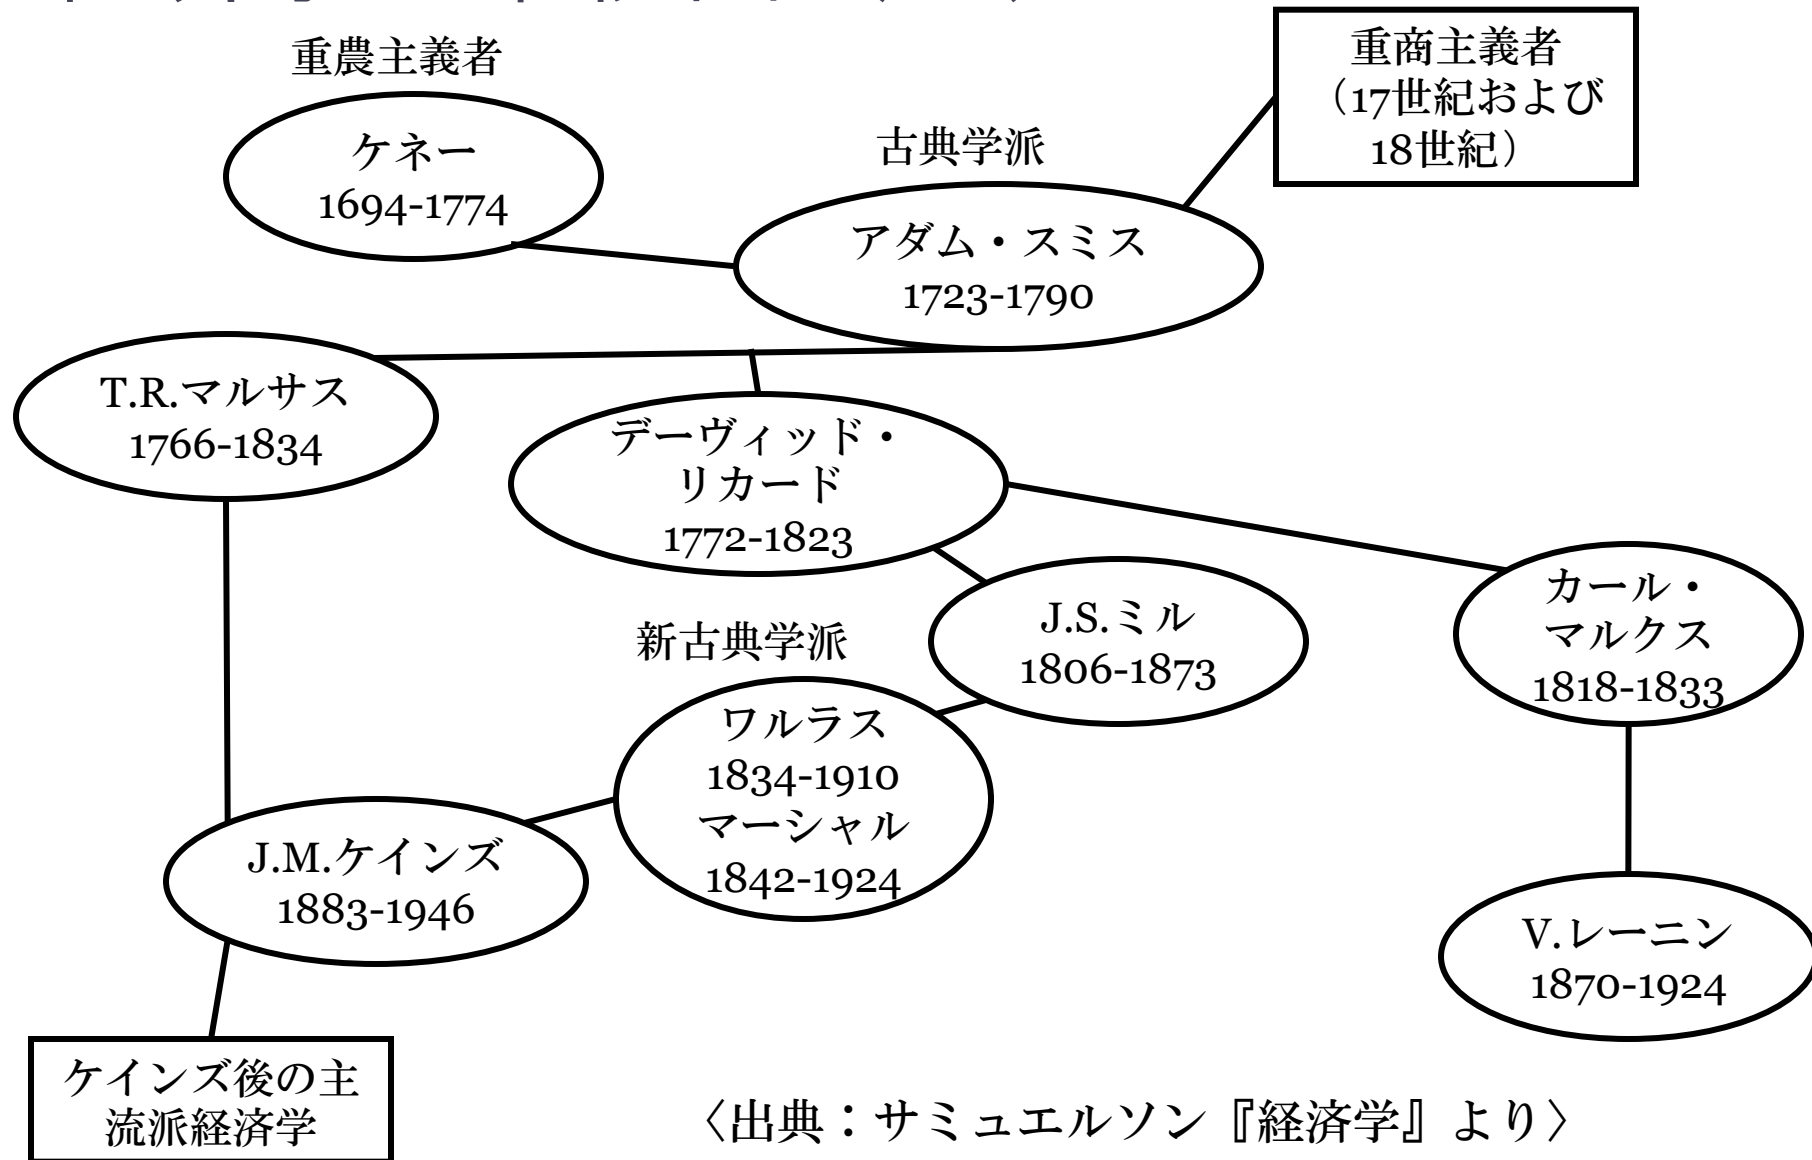 重農主義者
ケネー
1694-1774
古典学派
アダム・スミス
1723-1790
重商主義者
（17世紀および
18世紀）
T.R.マルサス
1766-1834
デーヴィッド・
リカード
1772-1823
J.S.ミル
1806-1873
カール・
マルクス
1818-1833
新古典学派
ワルラス
1834-1910
マーシャル
1842-1924
J.M.ケインズ
1883-1946
V.レーニン
1870-1924
ケインズ後の主
流派経済学
〈出典：サミュエルソン『経済学』より〉